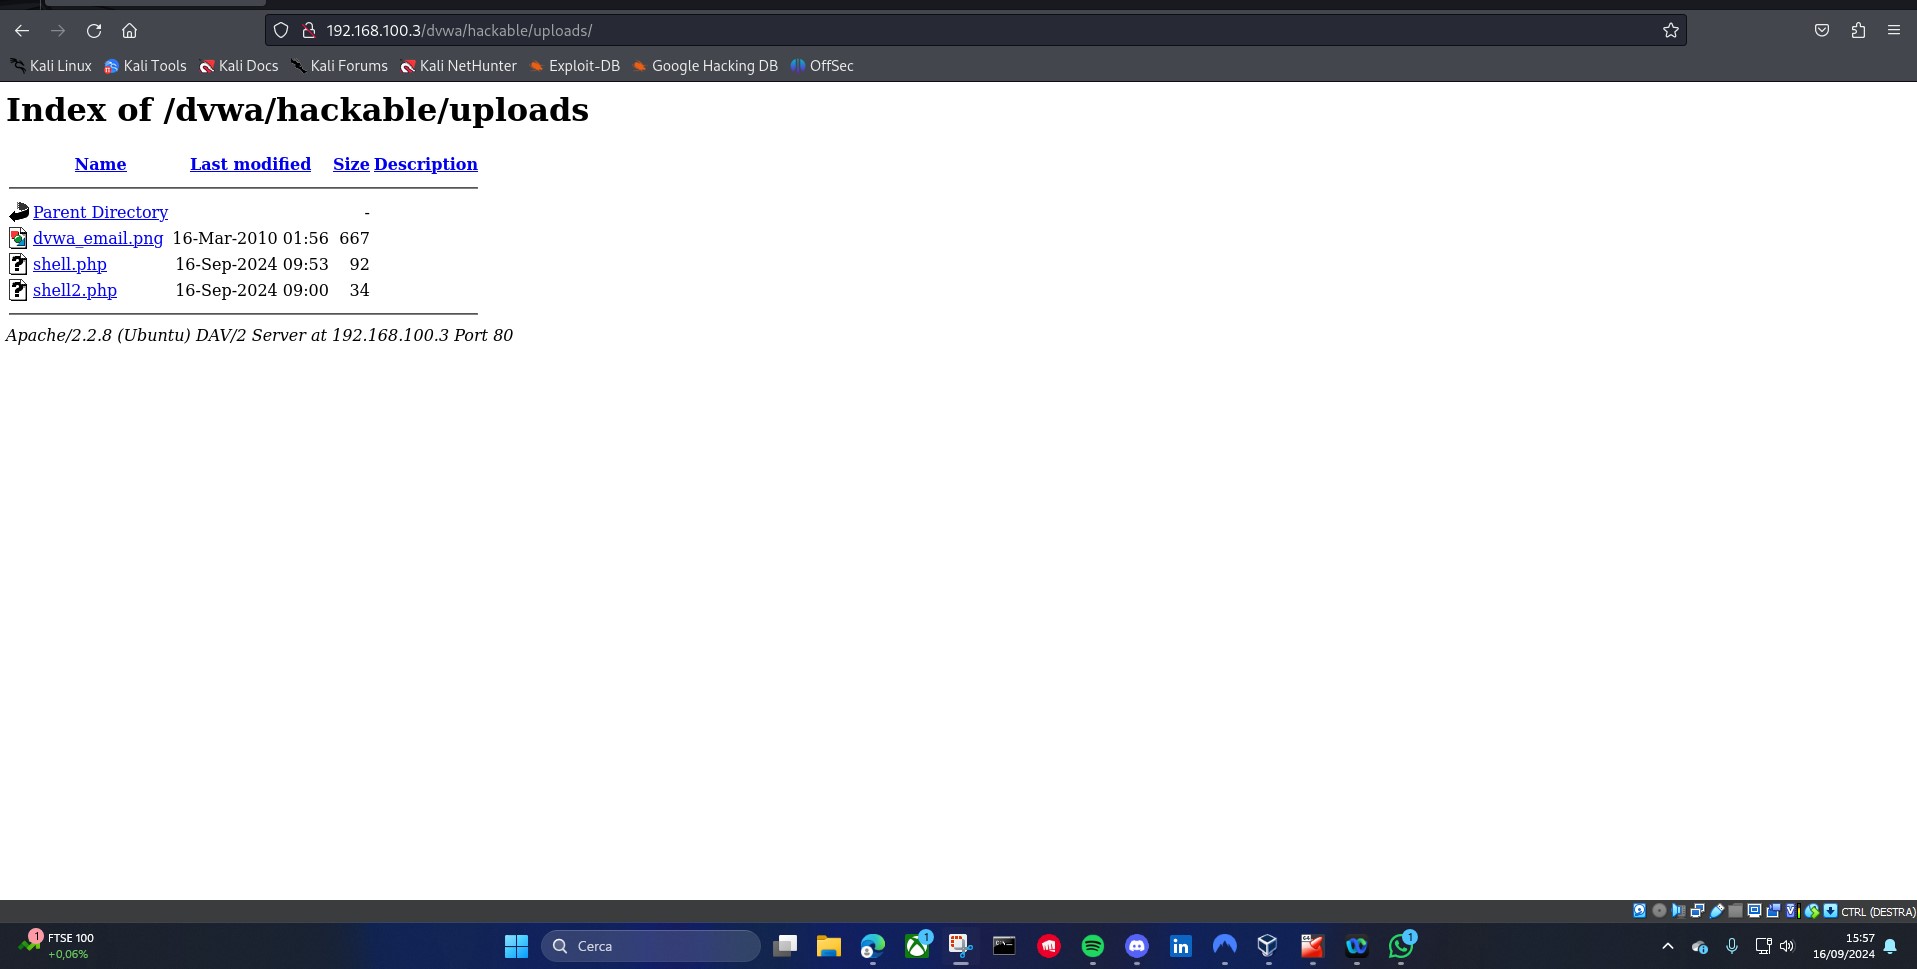 192.168.100.3/dvwa/hackable/uploads/
Kali Linux Kali Tools Kali Docs Kali Forums Kali NetHunter Exploit-DB Google Hacking DB OffSec
Index of /dvwa/hackable/uploads
Name Last modified Size Description
Parent Directory -
dvwa_email.png 16-Mar-2010 01:56 667
shell.php 16-Sep-2024 09:53 92
shell2.php 16-Sep-2024 09:00 34
Apache/2.2.8 (Ubuntu) DAV/2 Server at 192.168.100.3 Port 80
CTRL (DESTRA)
1 FTSE 100
+0,06%
Cerca
1
in
1
15:57
16/09/2024